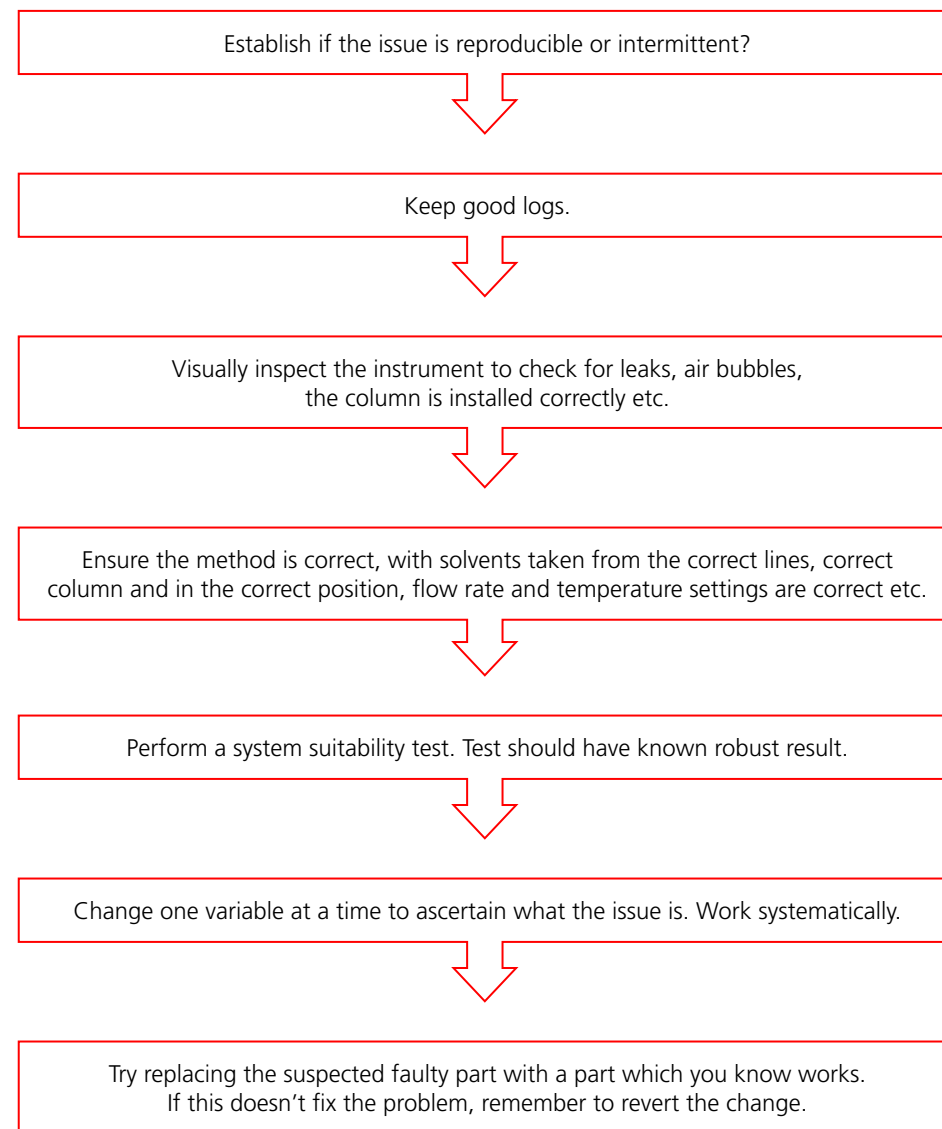 Establish if the issue is reproducible or intermittent?
Keep good logs.
Visually inspect the instrument to check for leaks, air bubbles,
the column is installed correctly etc.
Ensure the method is correct, with solvents taken from the correct lines, correct
column and in the correct position, flow rate and temperature settings are correct etc.
Perform a system suitability test. Test should have known robust result.
Change one variable at a time to ascertain what the issue is. Work systematically.
Try replacing the suspected faulty part with a part which you know works.
If this doesn’t fix the problem, remember to revert the change.